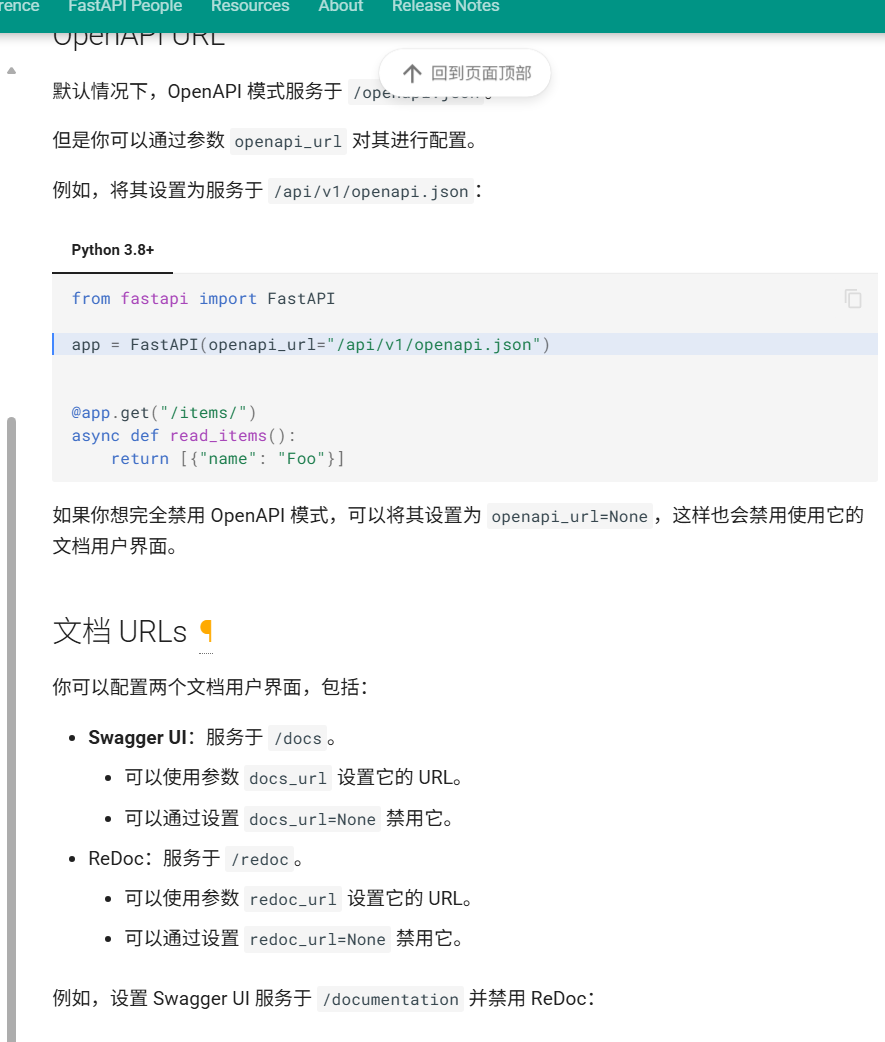 rence FastAPI People Resources About Release Notes
OpenAPI URL
回到页面顶部
默认情况下，OpenAPI 模式服务于 /openapi.json。
但是你可以通过参数 openapi_url 对其进行配置。
例如，将其设置为服务于 /api/v1/openapi.json：
Python 3.8+
from fastapi import FastAPI
app = FastAPI(openapi_url="/api/v1/openapi.json")
@app.get("/items/")
async def read_items():
    return [{"name": "Foo"}]
如果你想完全禁用 OpenAPI 模式，可以将其设置为 openapi_url=None，这样也会禁用使用它的
文档用户界面。
文档 URLs ¶
你可以配置两个文档用户界面，包括：
• Swagger UI：服务于 /docs。
• 可以使用参数 docs_url 设置它的 URL。
• 可以通过设置 docs_url=None 禁用它。
• ReDoc：服务于 /redoc。
• 可以使用参数 redoc_url 设置它的 URL。
• 可以通过设置 redoc_url=None 禁用它。
例如，设置 Swagger UI 服务于 /documentation 并禁用 ReDoc：